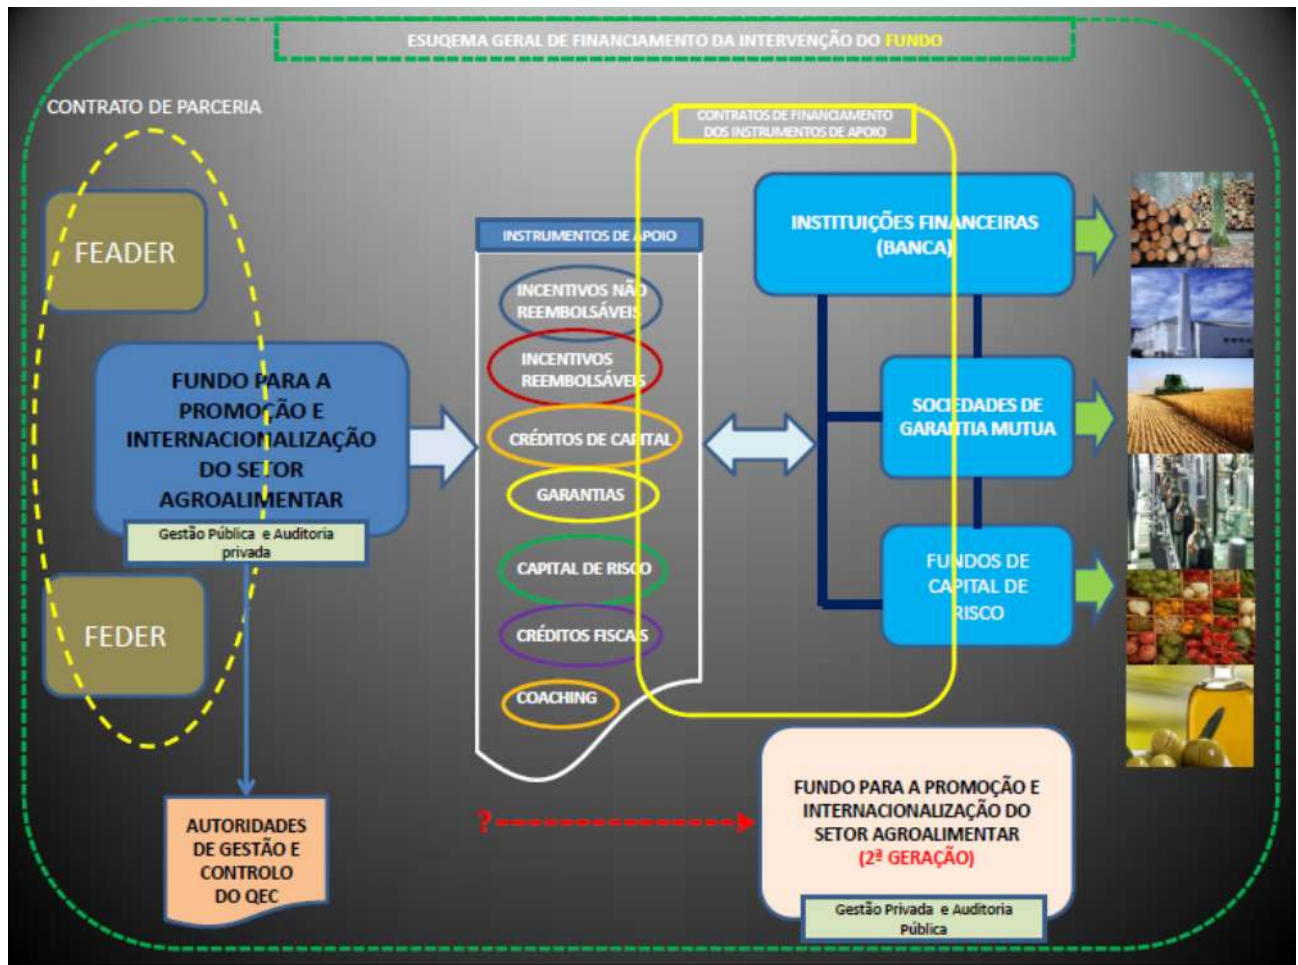 ESUQEMA GERAL DE FINANCIAMENTO DA INTERVENÇÃO DO FUNDO
CONTRATO DE PARCERIA
CONTRATOS DE FINANCIAMENTO
DOS INSTRUMENTOS DE APOIO
FEADER
FUNDO PARA A
PROMOÇÃO E
INTERNACIONALIZAÇÃO
DO SETOR
AGROALIMENTAR
Gestão Pública e Auditoria
privada
FEDER
AUTORIDADES
DE GESTÃO E
CONTROLO
DO QEC
INSTRUMENTOS DE APOIO
INCENTIVOS NÃO
REEMBOLSÁVEIS
INCENTIVOS
REEMBOLSÁVEIS
CRÉDITOS DE CAPITAL
GARANTIAS
CAPITAL DE RISCO
CRÉDITOS FISCAIS
COACHING
INSTITUIÇÕES FINANCEIRAS
(BANCA)
SOCIEDADES DE
GARANTIA MUTUA
FUNDOS DE
CAPITAL DE
RISCO
?
FUNDO PARA A PROMOÇÃO E
INTERNACIONALIZAÇÃO DO
SETOR AGROALIMENTAR
(2ª GERAÇÃO)
Gestão Privada e Auditoria
Pública